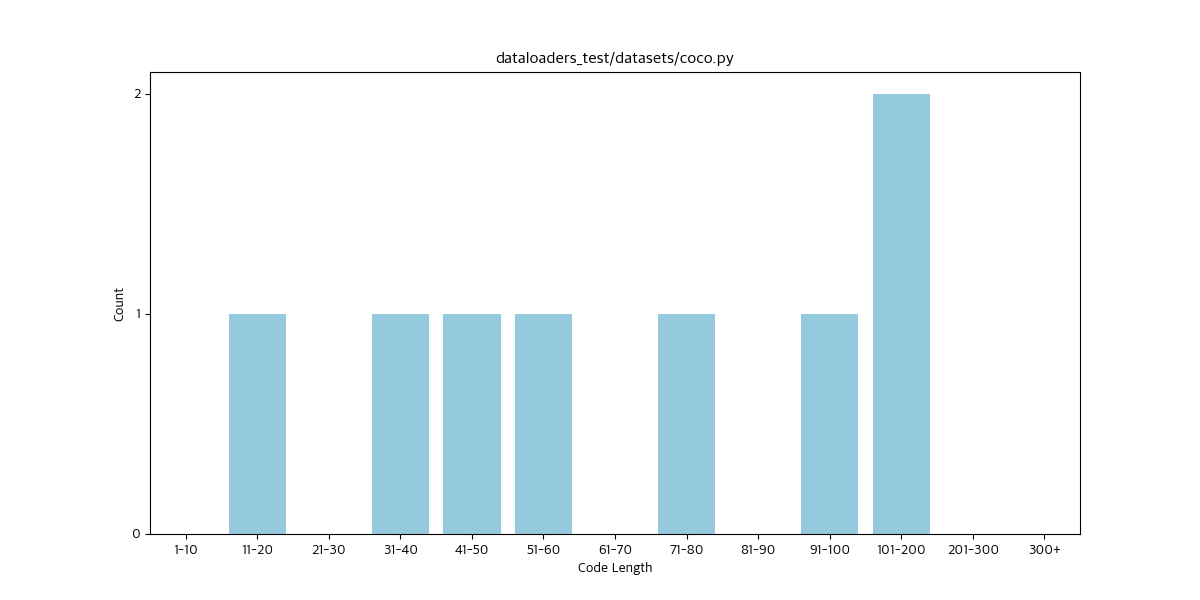 dataloaders_test/datasets/coco.py
2
1
0
Count
1-10 11-20 21-30 31-40 41-50 51-60 61-70 71-80 81-90 91-100 101-200 201-300 300+
Code Length